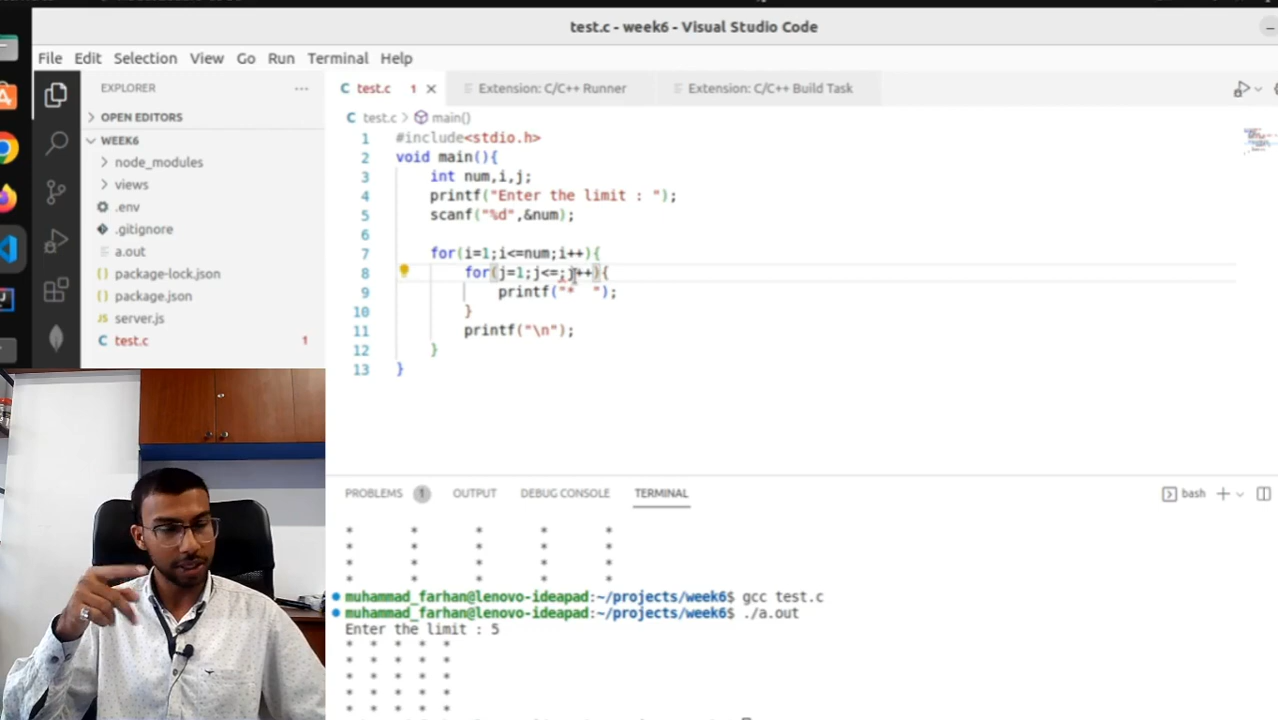 test.c - week6 - Visual Studio Code
File Edit Selection View Go Run Terminal Help
EXPLORER
OPEN EDITORS
WEEK6
node_modules
views
.env
.gitignore
a.out
package-lock.json
package.json
server.js
test.c 1
C test.c 1 Extension: C/C++ Runner Extension: C/C++ Build Task
C test.c > main()
1 #include<stdio.h>
2 void main(){
3 int num,i,j;
4 printf("Enter the limit : ");
5 scanf("%d",&num);
6
7 for(i=1;i<=num;i++){
8 for(j=1;j<=;j++){
9 printf("*  ");
10 }
11 printf("\n");
12 }
13 }
PROBLEMS 1 OUTPUT DEBUG CONSOLE TERMINAL bash
* * * * *
* * * * *
* * * * *
* * * * *
muhammad_farhan@lenovo-ideapad:~/projects/week6$ gcc test.c
muhammad_farhan@lenovo-ideapad:~/projects/week6$ ./a.out
Enter the limit : 5
* * * * *
* * * * *
* * * * *
* * * * *